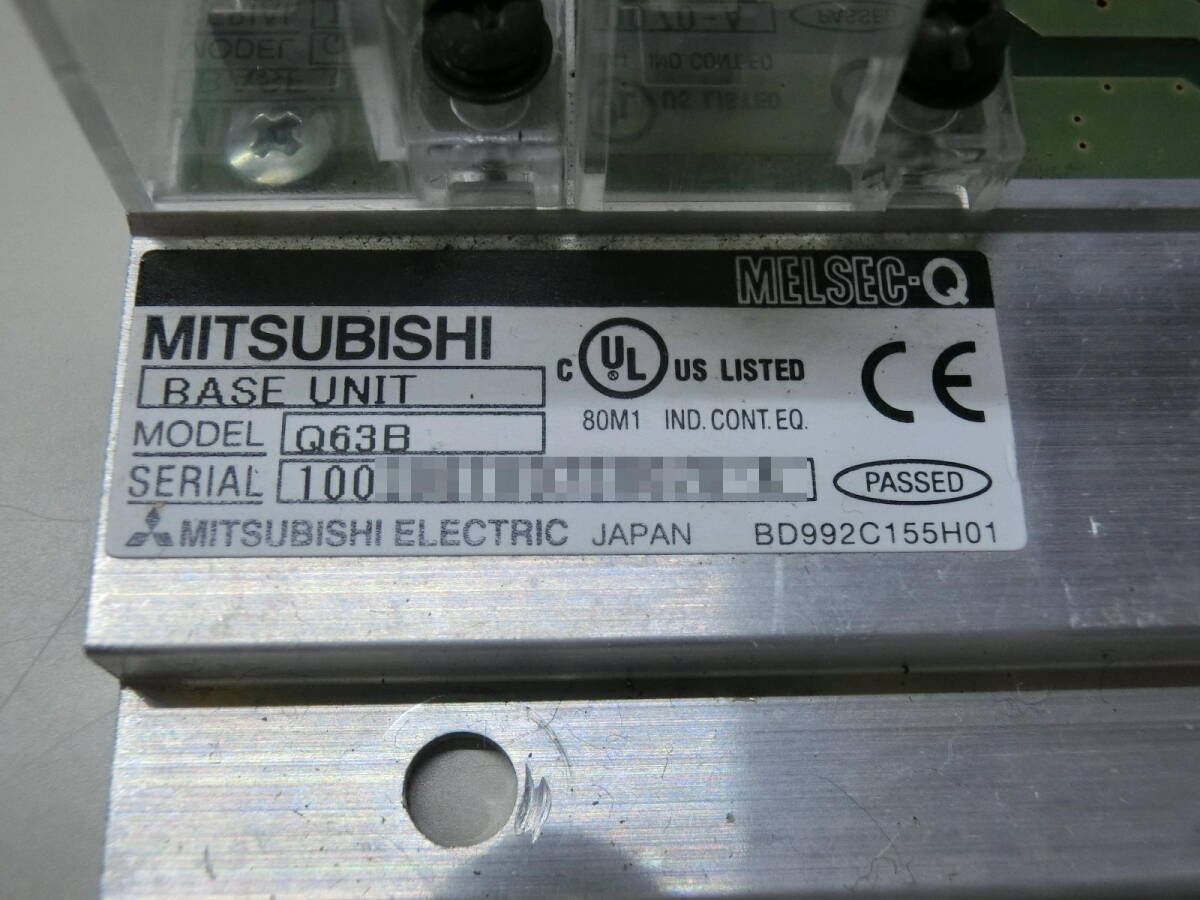 MELSEC-Q
MITSUBISHI
BASE UNIT
MODEL Q63B
C UL ® US LISTED
80M1 IND. CONT. EQ.
CE
SERIAL 100
PASSED
MITSUBISHI ELECTRIC JAPAN BD992C155H01